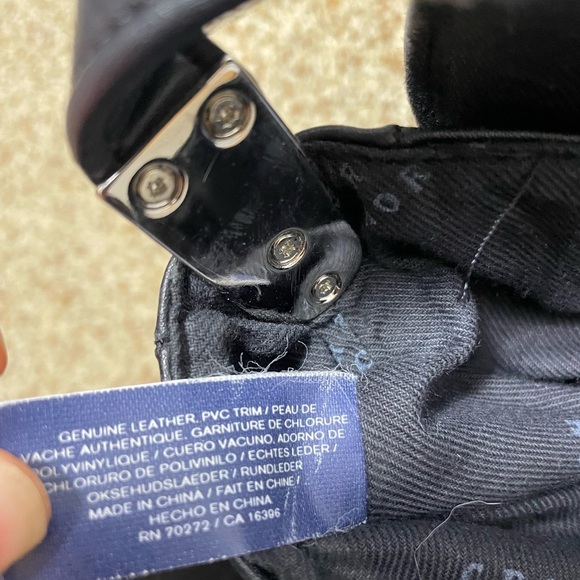 GENUINE LEATHER, PVC TRIM / PEAU DE
VACHE AUTHENTIQUE, GARNITURE DE CHLORURE
POLYVINYLIQUE / CUERO VACUNO, ADORNO DE
CHLORURO DE POLIVINILO / ECHTES LEDER /
OKSEHUDSLAEDER / RUNDLEDER
MADE IN CHINA / FAIT EN CHINE /
HECHO EN CHINA
RN 70272 / CA 16396